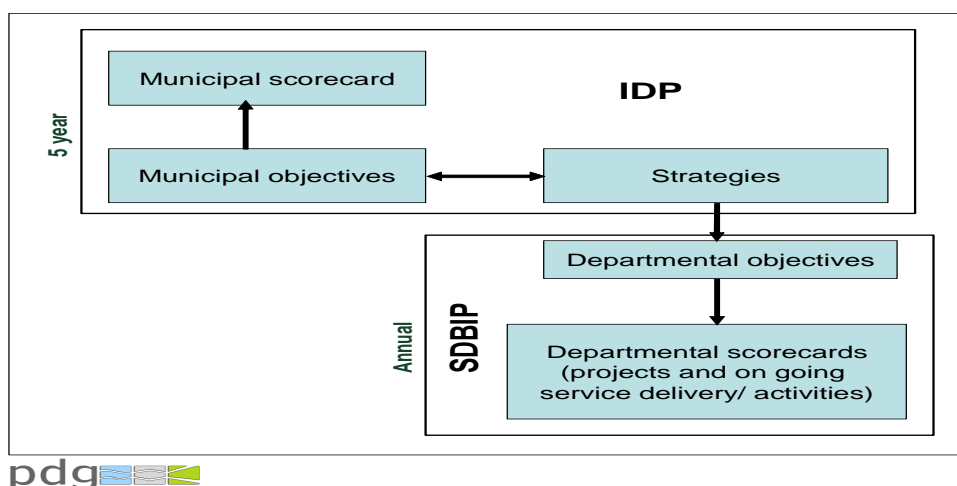 Municipal scorecard
IDP
5 year
Municipal objectives
Strategies
Departmental objectives
Annual
SDBIP
Departmental scorecards
(projects and on going
service delivery/ activities)
pdg